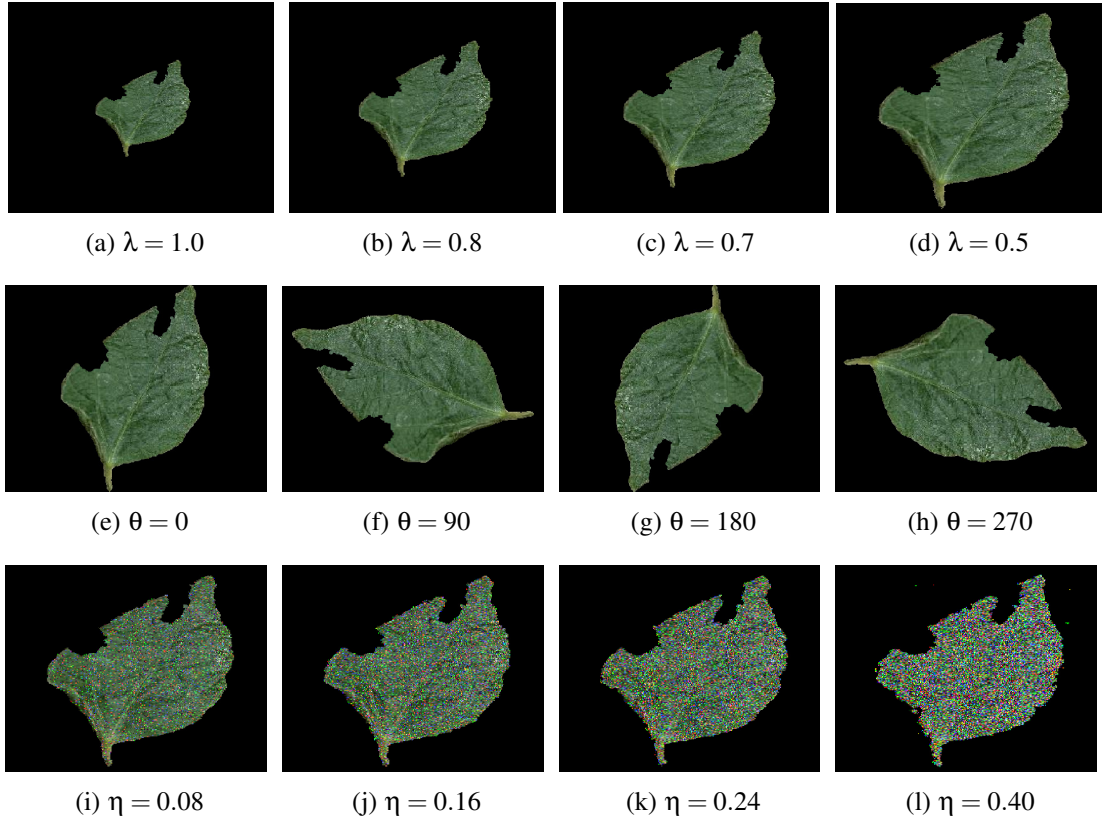 (a) λ = 1.0 (b) λ = 0.8 (c) λ = 0.7 (d) λ = 0.5
(e) θ = 0 (f) θ = 90 (g) θ = 180 (h) θ = 270
(i) η = 0.08 (j) η = 0.16 (k) η = 0.24 (l) η = 0.40